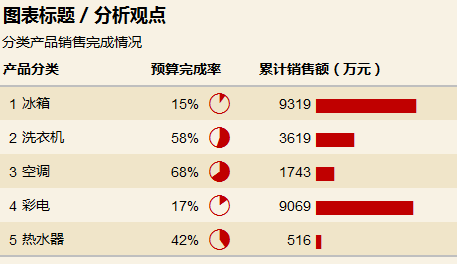 图表标题 / 分析观点
分类产品销售完成情况
产品分类 预算完成率 累计销售额（万元）
1 冰箱 15% 9319
2 洗衣机 58% 3619
3 空调 68% 1743
4 彩电 17% 9069
5 热水器 42% 516